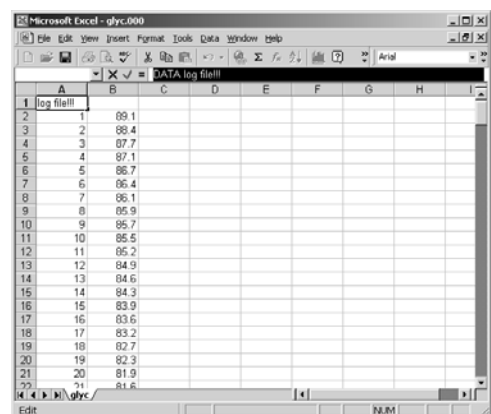 Microsoft Excel - glyc.000
File Edit View Insert Format Tools Data Window Help
Arial
= DATA log file!!!
A B C D E F G H I
1 log file!!!
2 1 89.1
3 2 88.4
4 3 87.7
5 4 87.1
6 5 86.7
7 6 86.4
8 7 86.1
9 8 85.9
10 9 85.7
11 10 85.5
12 11 85.2
13 12 84.9
14 13 84.6
15 14 84.3
16 15 83.9
17 16 83.6
18 17 83.2
19 18 82.7
20 19 82.3
21 20 81.9
22 21 81.6
glyc
Edit NUM